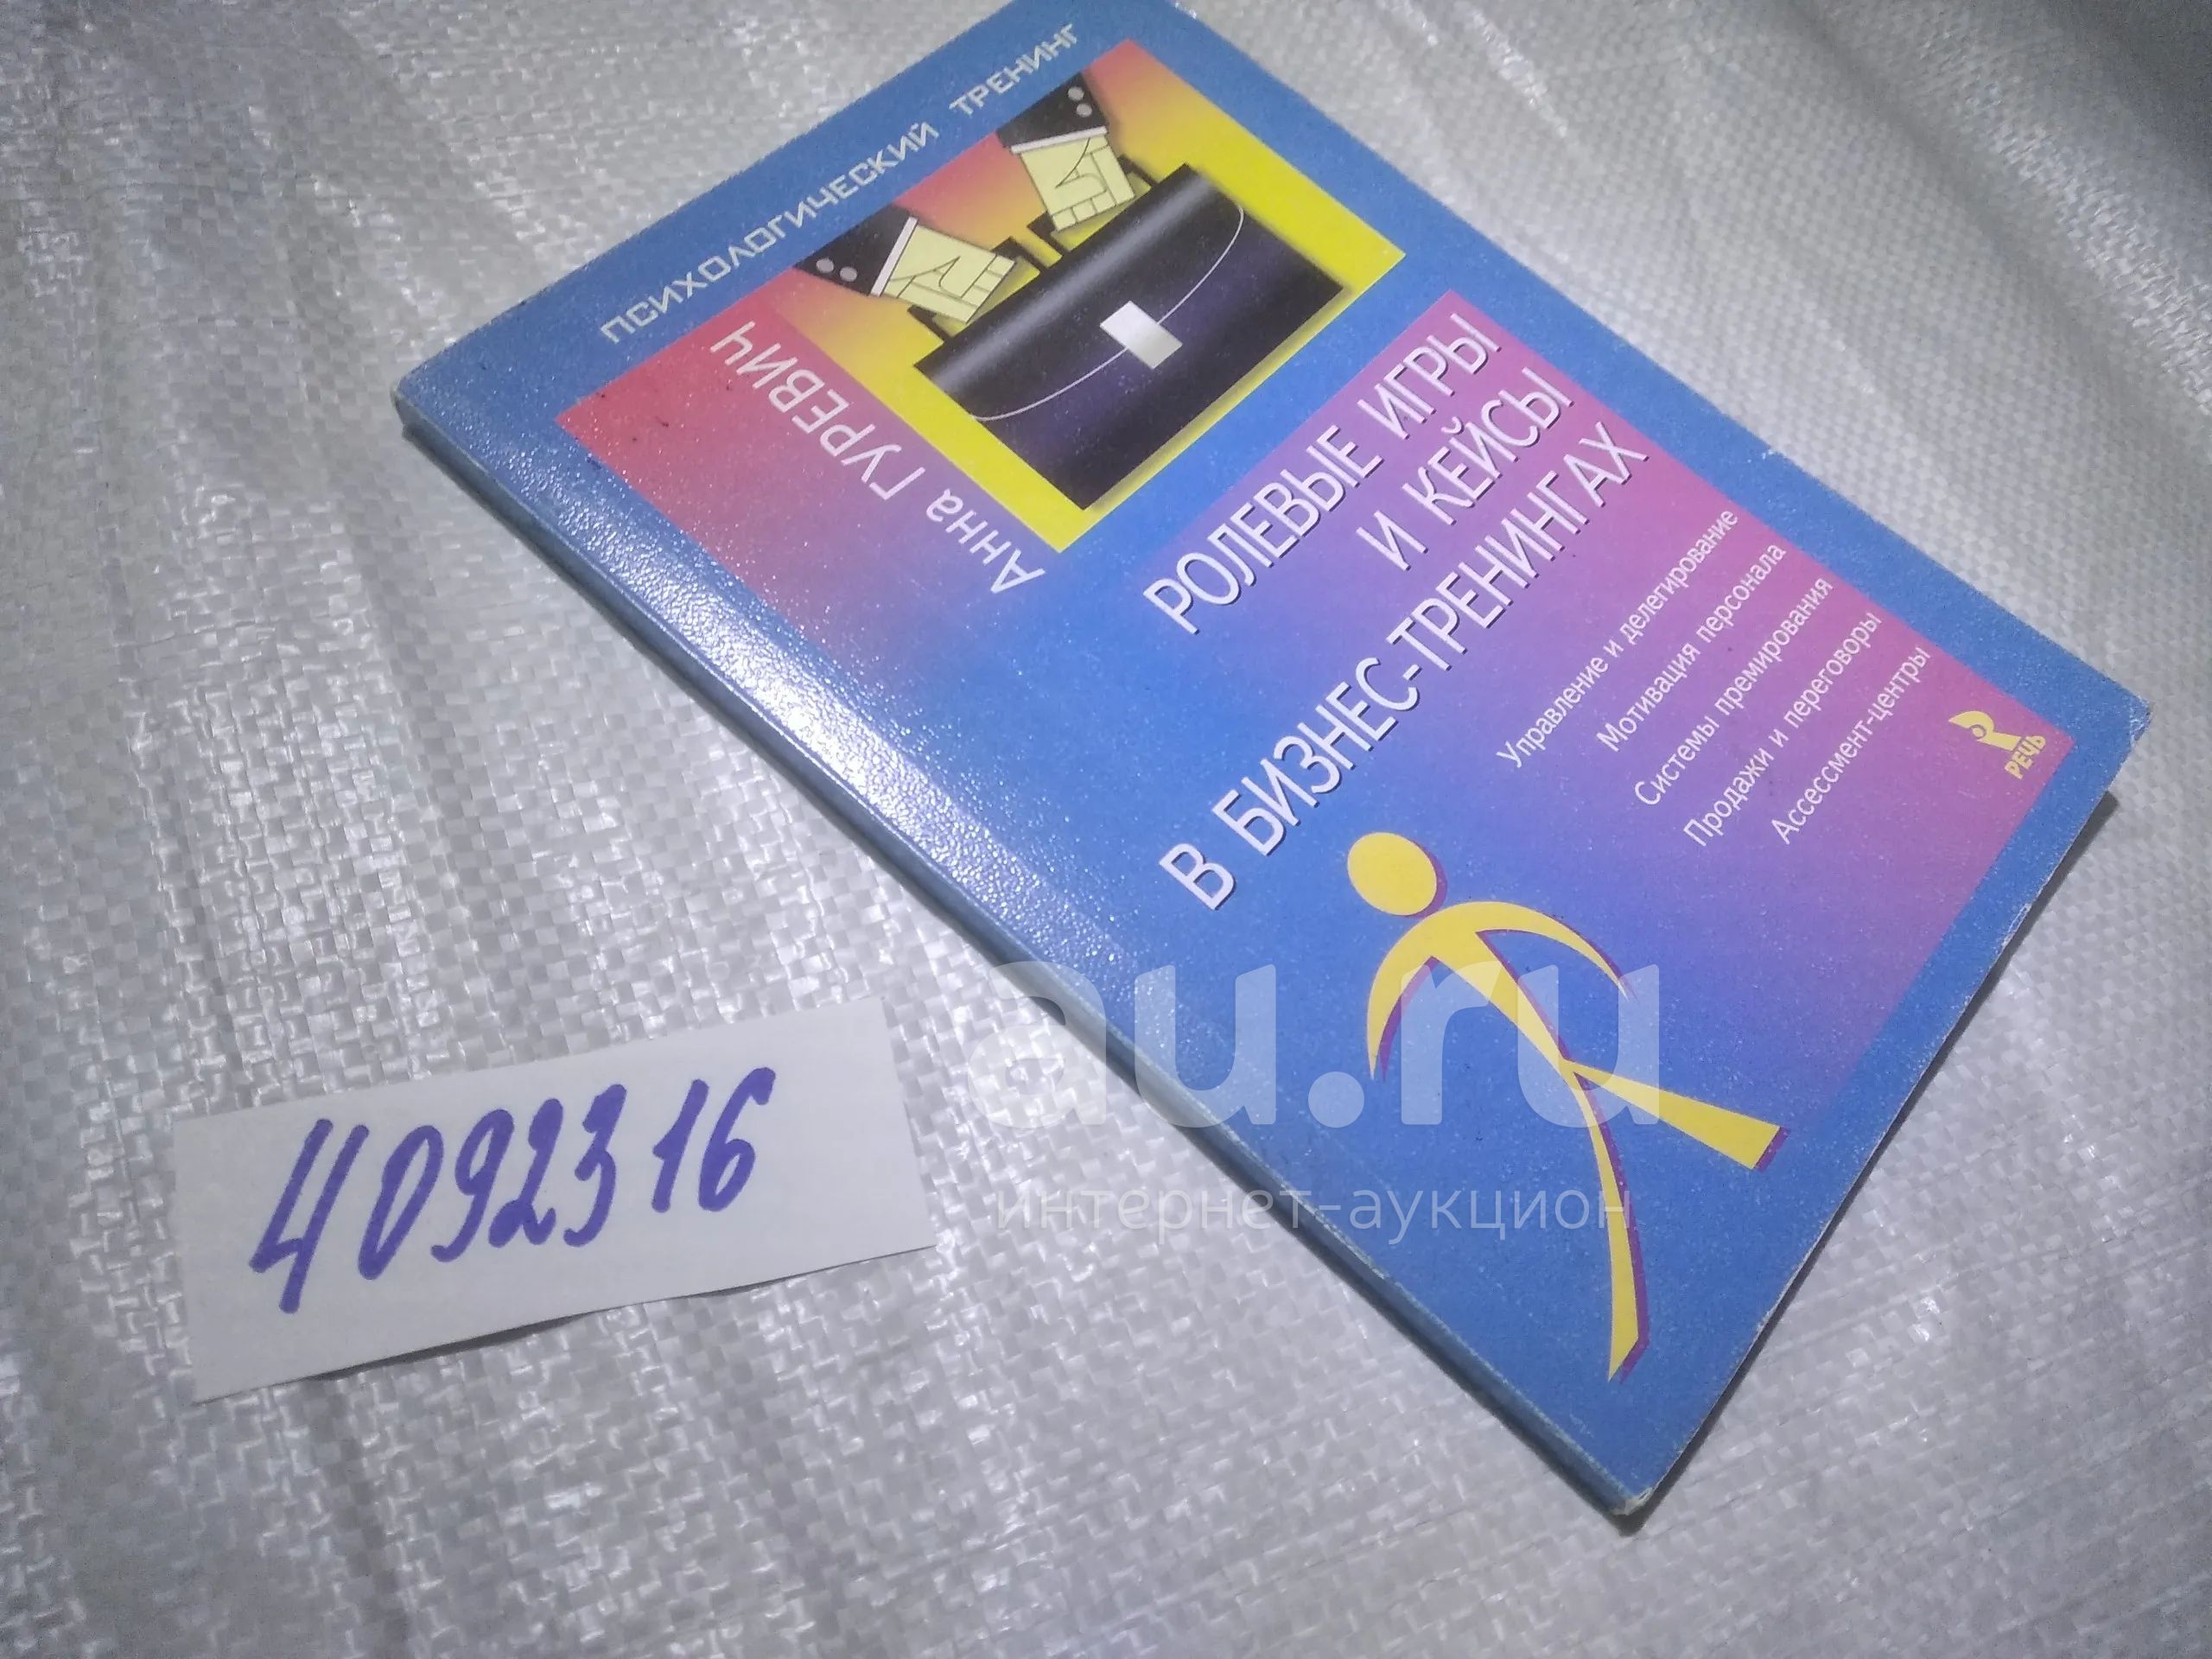 ПСИХОЛОГИЧЕСКИЙ ТРЕНИНГ
Анна ГУРЕВИЧ
РОЛЕВЫЕ ИГРЫ
И КЕЙСЫ
В БИЗНЕС-ТРЕНИНГАХ
Управление и делегирование
Мотивация персонала
Системы премирования
Продажи и переговоры
Ассессмент-центры
РЕЧЬ
4092316
au.ru
интернет-аукцион